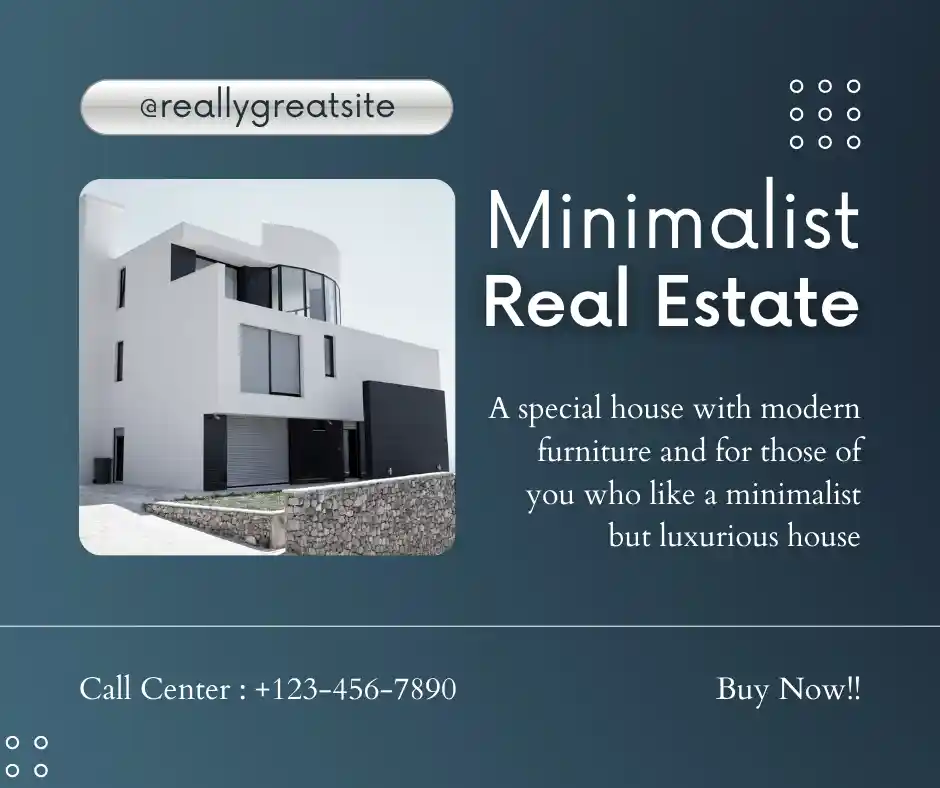 @reallygreatsite
Minimalist
Real Estate
A special house with modern
furniture and for those of
you who like a minimalist
but luxurious house
Call Center : +123-456-7890
Buy Now!!